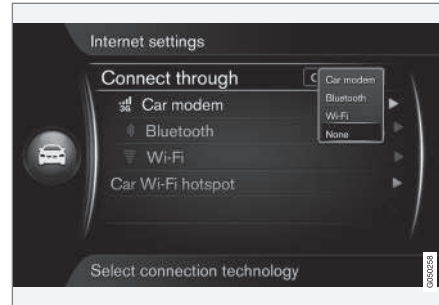 Internet settings
Connect through
Car modem
Bluetooth
Wi-Fi
None
3G Car modem
Bluetooth
Wi-Fi
Car Wi-Fi hotspot
Select connection technology
G050258